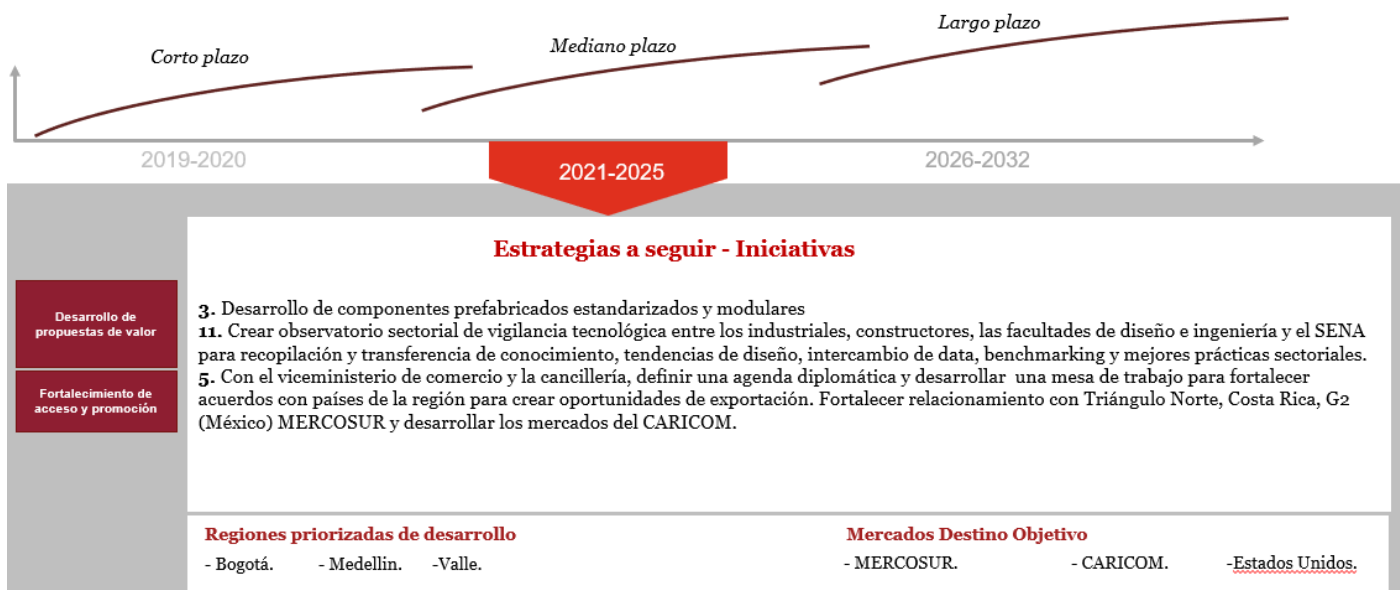 Corto plazo
Mediano plazo
Largo plazo
2019-2020
2021-2025
2026-2032
Estrategias a seguir - Iniciativas
Desarrollo de
propuestas de valor
Fortalecimiento de
acceso y promoción
3. Desarrollo de componentes prefabricados estandarizados y modulares
11. Crear observatorio sectorial de vigilancia tecnológica entre los industriales, constructores, las facultades de diseño e ingeniería y el SENA
para recopilación y transferencia de conocimiento, tendencias de diseño, intercambio de data, benchmarking y mejores prácticas sectoriales.
5. Con el viceministerio de comercio y la cancillería, definir una agenda diplomática y desarrollar una mesa de trabajo para fortalecer
acuerdos con países de la región para crear oportunidades de exportación. Fortalecer relacionamiento con Triángulo Norte, Costa Rica, G2
(México) MERCOSUR y desarrollar los mercados del CARICOM.
Regiones priorizadas de desarrollo
- Bogotá. - Medellin. -Valle.
Mercados Destino Objetivo
- MERCOSUR. - CARICOM. -Estados Unidos.